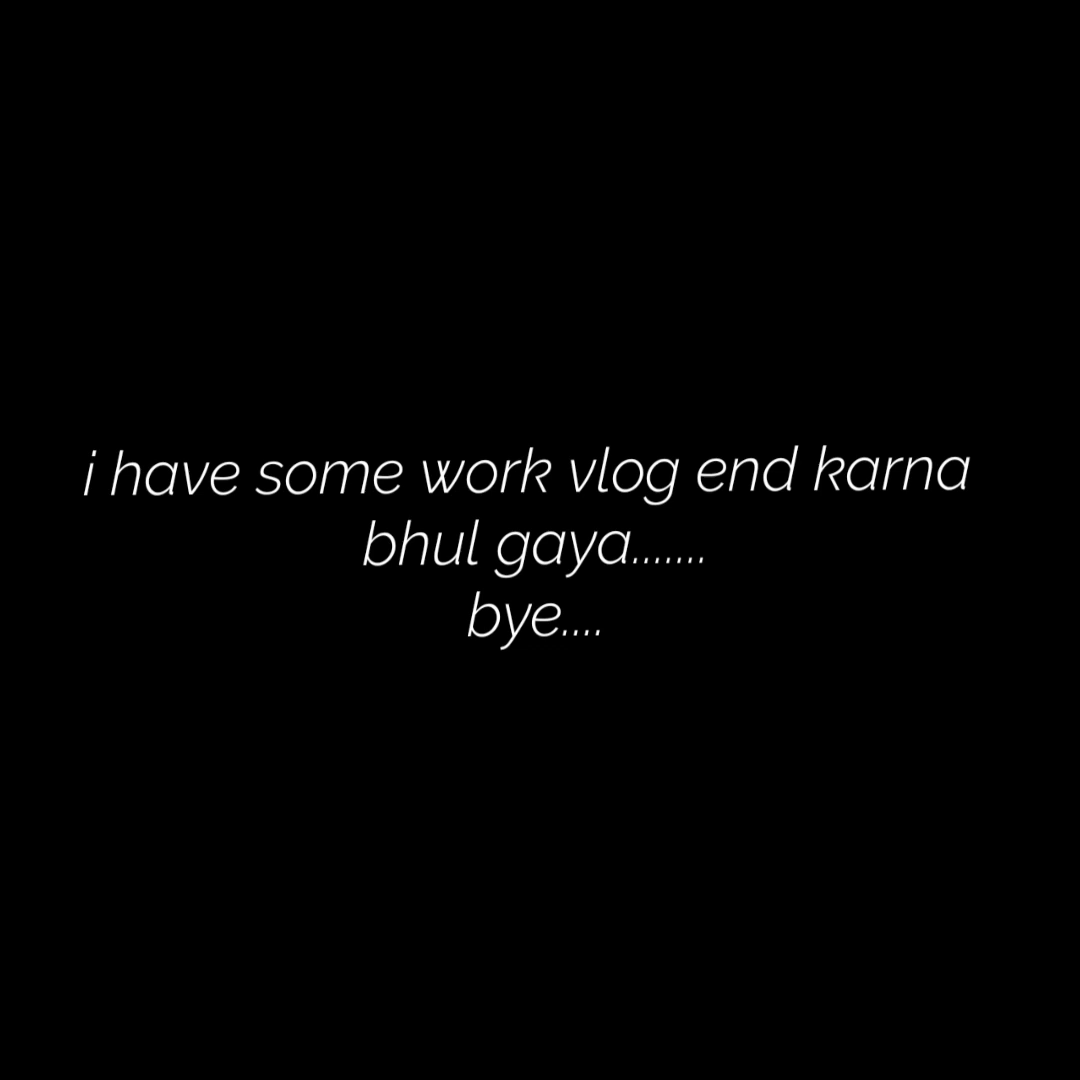 i have some work vlog end karna
bhul gaya.......
bye....